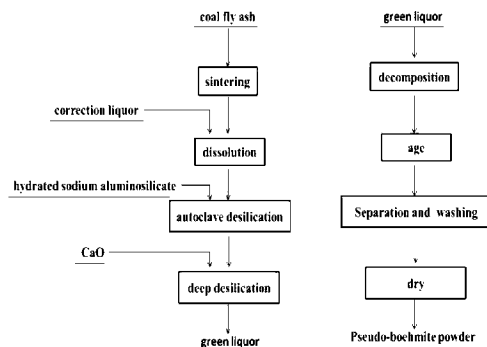 coal fly ash
sintering
correction liquor
dissolution
hydrated sodium aluminosilicate
autoclave desilication
CaO
deep desilication
green liquor
green liquor
decomposition
age
Separation and washing
dry
Pseudo-boehmite powder